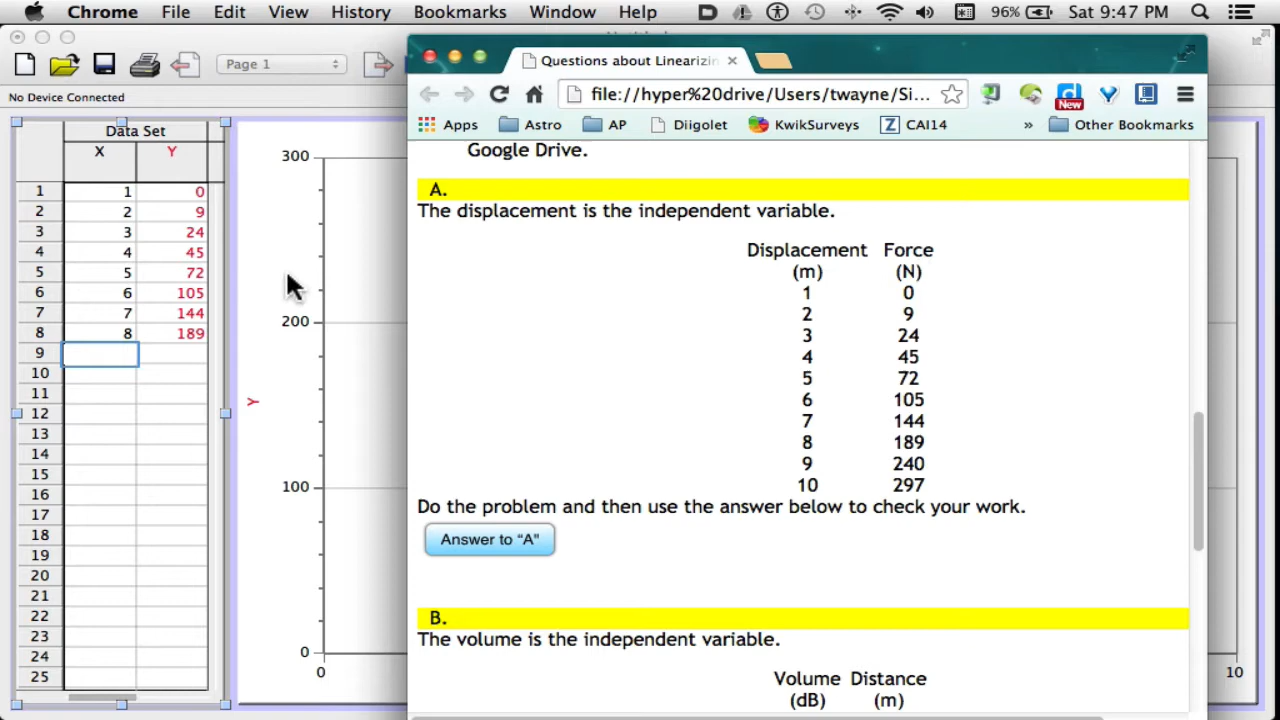 Chrome File Edit View History Bookmarks Window Help 96% Sat 9:47 PM
Page 1
No Device Connected
Data Set
X Y
1 1 0
2 2 9
3 3 24
4 4 45
5 5 72
6 6 105
7 7 144
8 8 189
9
10
11
12
13
14
15
16
17
18
19
20
21
22
23
24
25
300
200
Y
100
0
0
10
Questions about Linearizin
file://hyper%20drive/Users/twayne/Si...
New
Apps Astro AP Diigolet KwikSurveys Z CAI14 » Other Bookmarks
Google Drive.
A.
The displacement is the independent variable.
Displacement Force
(m) (N)
1 0
2 9
3 24
4 45
5 72
6 105
7 144
8 189
9 240
10 297
Do the problem and then use the answer below to check your work.
Answer to “A”
B.
The volume is the independent variable.
Volume Distance
(dB) (m)